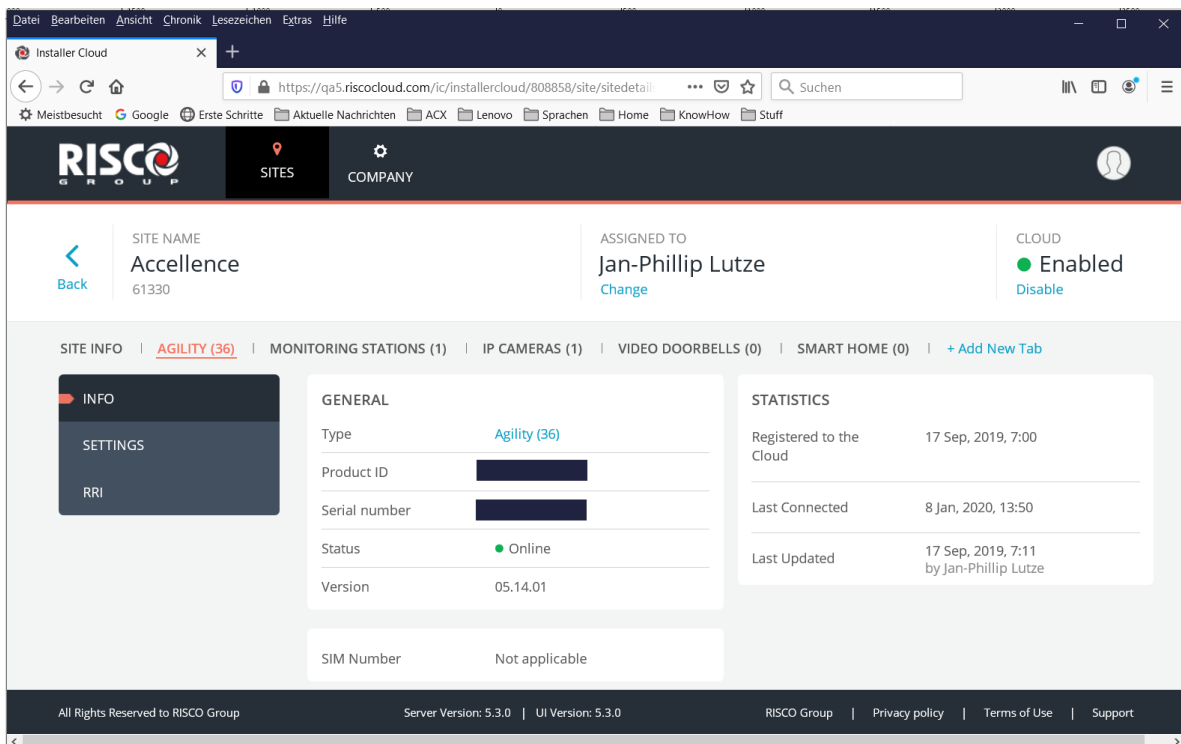 Datei Bearbeiten Ansicht Chronik Lesezeichen Extras Hilfe
Installer Cloud
https://qa5.riscocloud.com/ic/installercloud/808858/site/sitedetail
Suchen
Meistbesucht Google Erste Schritte Aktuelle Nachrichten ACX Lenovo Sprachen Home KnowHow Stuff
RISCO
GROUP
SITES
COMPANY
SITE NAME
ASSIGNED TO
CLOUD
Back
Accellence
Jan-Phillip Lutze
Enabled
61330
Change
Disable
SITE INFO | AGILITY (36) | MONITORING STATIONS (1) | IP CAMERAS (1) | VIDEO DOORBELLS (0) | SMART HOME (0) | + Add New Tab
INFO
SETTINGS
RRI
GENERAL
Type Agility (36)
Product ID
Serial number
Status Online
Version 05.14.01
SIM Number Not applicable
STATISTICS
Registered to the Cloud 17 Sep, 2019, 7:00
Last Connected 8 Jan, 2020, 13:50
Last Updated 17 Sep, 2019, 7:11
by Jan-Phillip Lutze
All Rights Reserved to RISCO Group Server Version: 5.3.0 | UI Version: 5.3.0 RISCO Group | Privacy policy | Terms of Use | Support